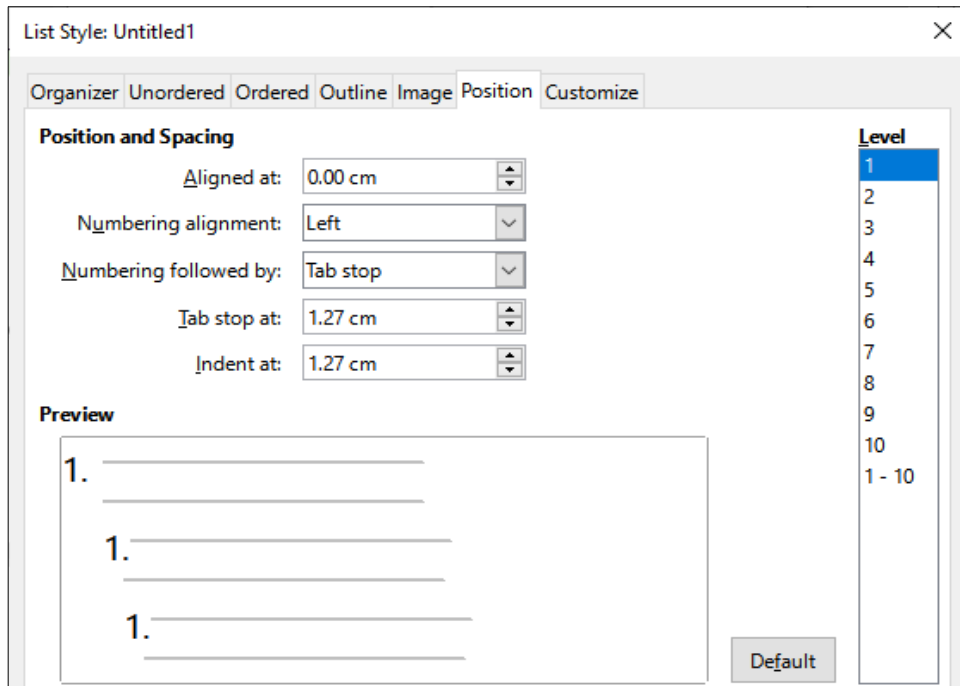 List Style: Untitled1
Organizer Unordered Ordered Outline Image Position Customize
Position and Spacing
Aligned at: 0.00 cm
Numbering alignment: Left
Numbering followed by: Tab stop
Tab stop at: 1.27 cm
Indent at: 1.27 cm
Preview
1.
1.
1.
Default
Level
1
2
3
4
5
6
7
8
9
10
1 - 10